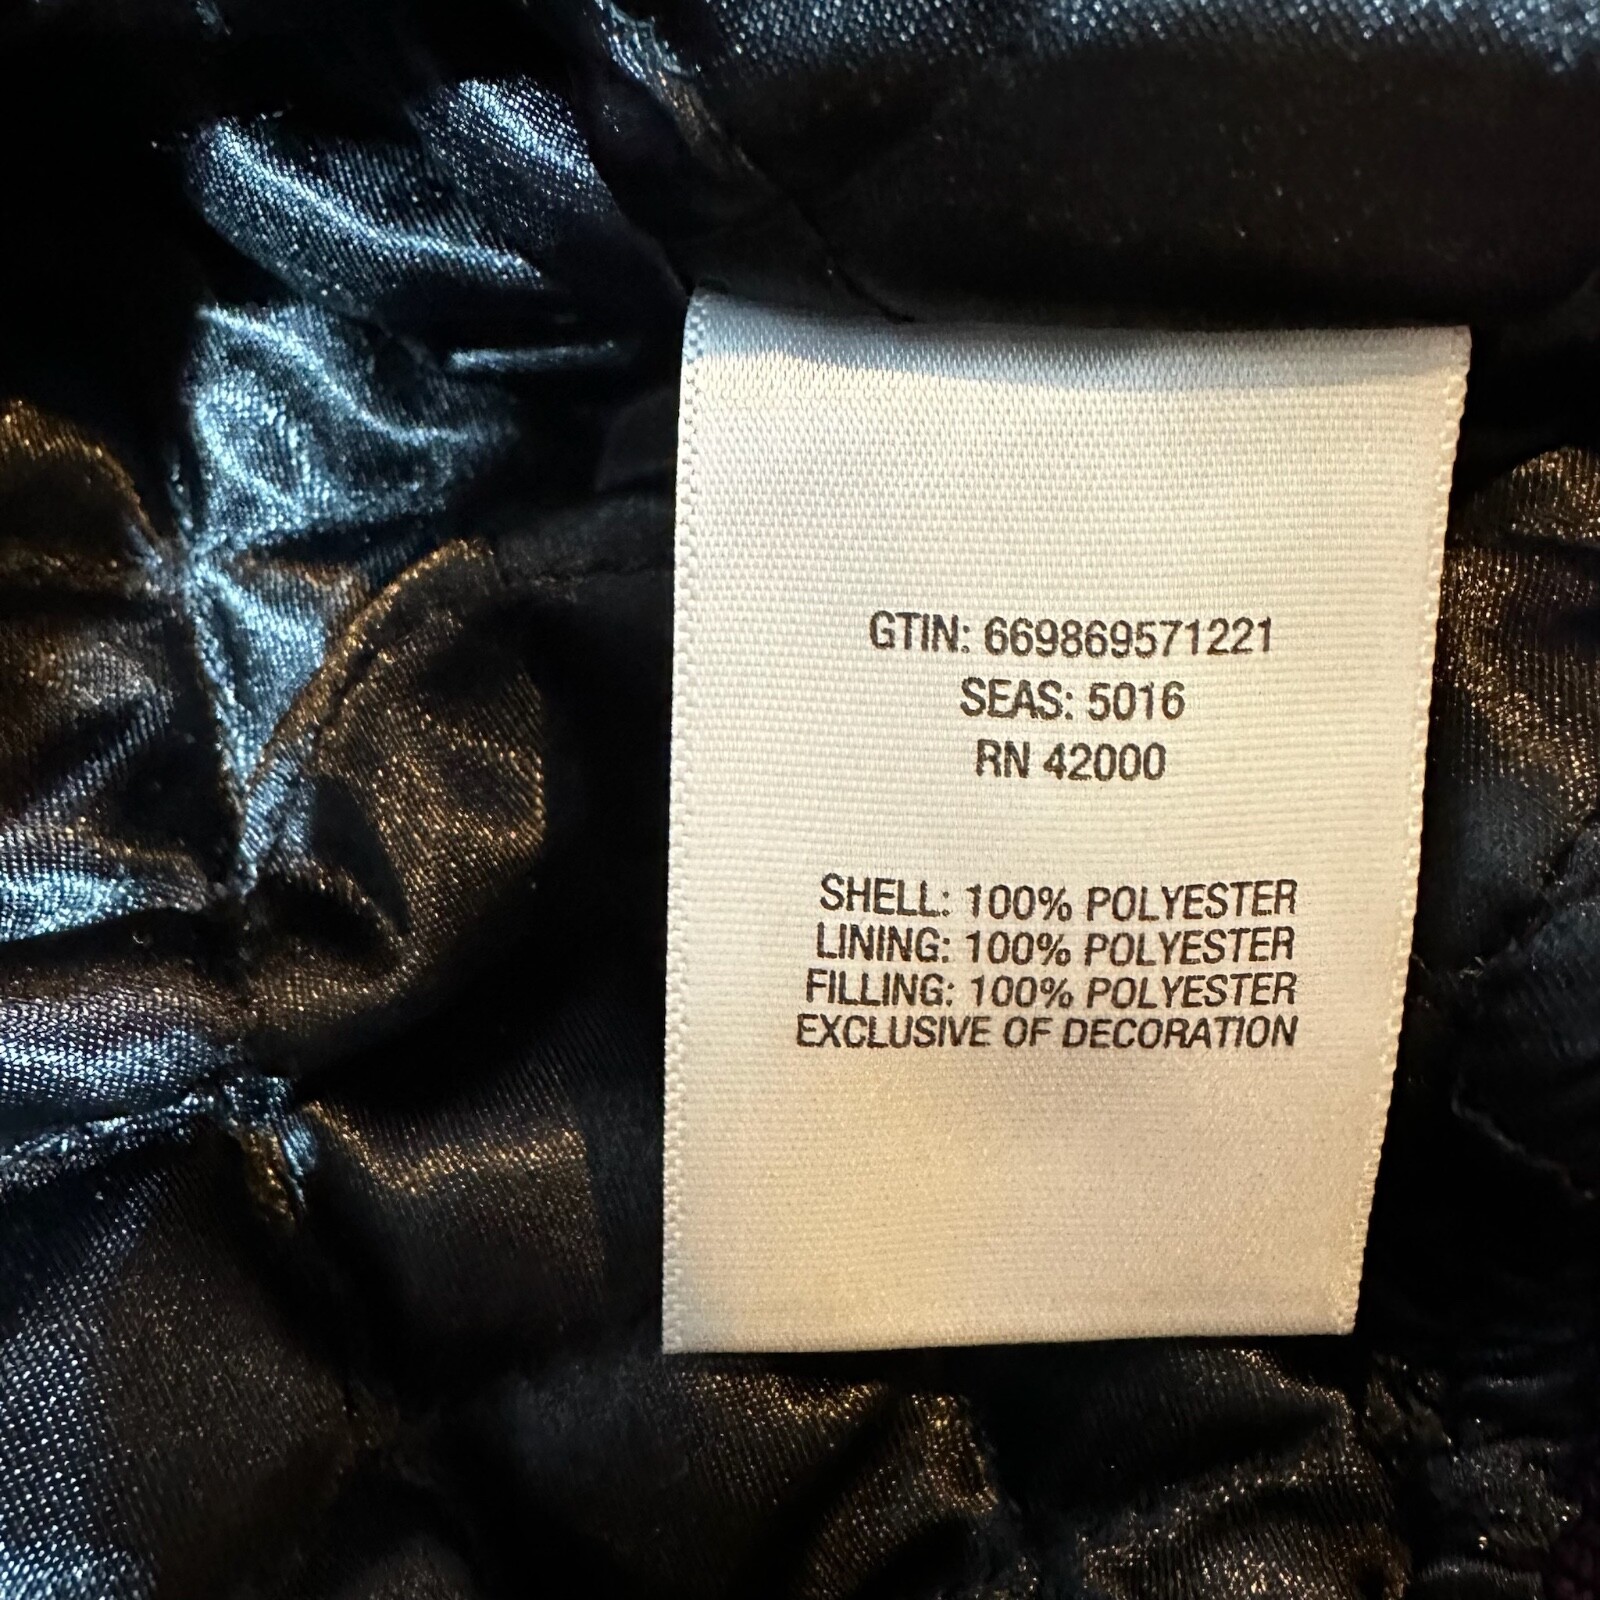 GTIN: 669869571221
SEAS: 5016
RN 42000
SHELL: 100% POLYESTER
LINING: 100% POLYESTER
FILLING: 100% POLYESTER
EXCLUSIVE OF DECORATION